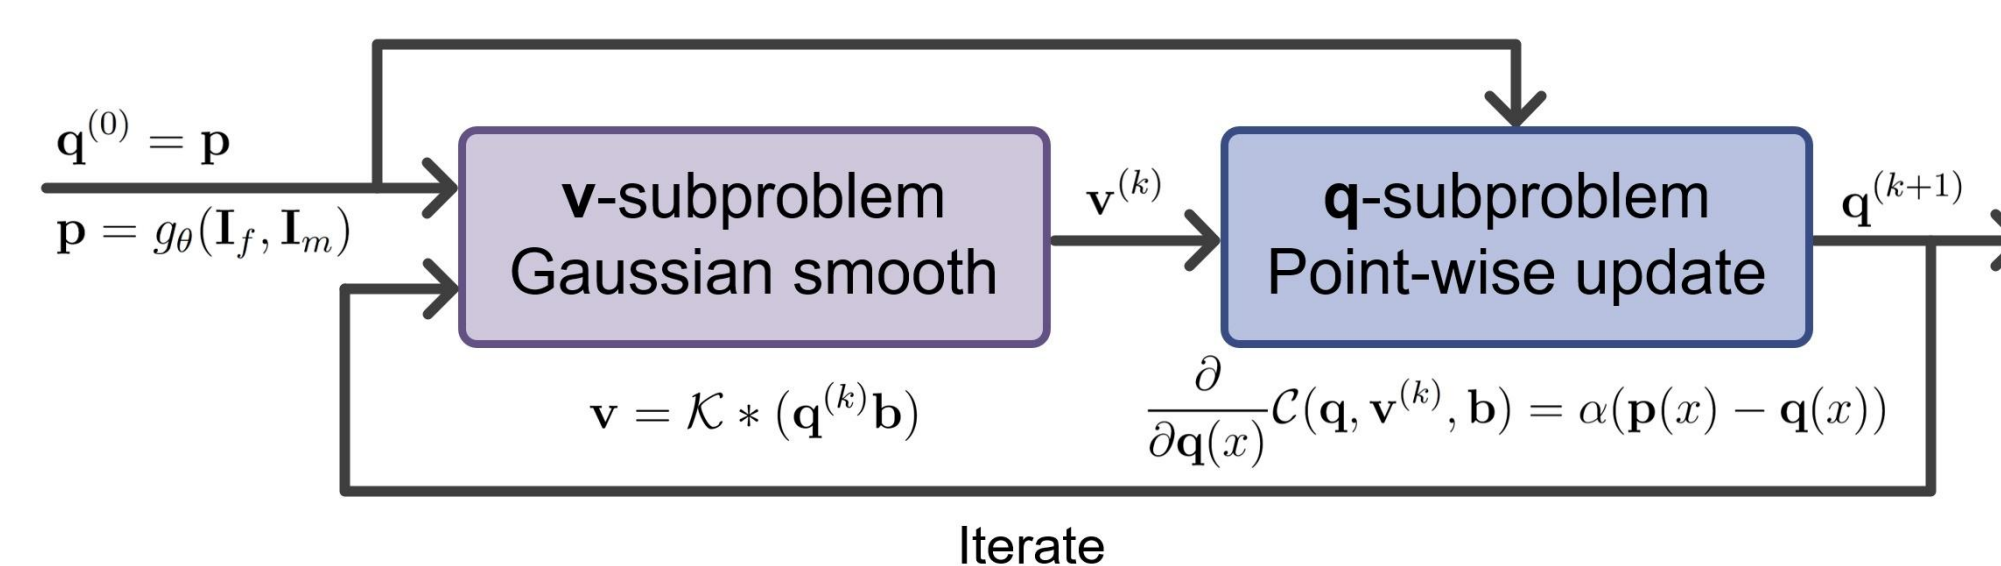 𝐪⁽⁰⁾ = 𝐩
𝐩 = g_θ(𝐈_f, 𝐈_m)
𝐯-subproblem
Gaussian smooth
𝐯⁽ᵏ⁾
𝐪-subproblem
Point-wise update
𝐪⁽ᵏ⁺¹⁾
𝐯 = 𝒦 ∗ (𝐪⁽ᵏ⁾𝐛)
∂/∂𝐪(x) 𝒞(𝐪, 𝐯⁽ᵏ⁾, 𝐛) = α(𝐩(x) − 𝐪(x))
Iterate